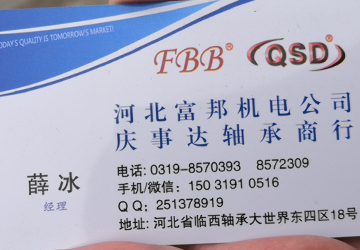 TODAY'S QUALITY IS TOMORROW'S MARKET!
FBB® QSD®
河北富邦机电公司
庆事达轴承商行
薛冰
经理
电话: 0319-8570393 8572309
手机/微信: 150 3191 0516
Q Q: 251378919
地址: 河北省临西轴承大世界东四区18号